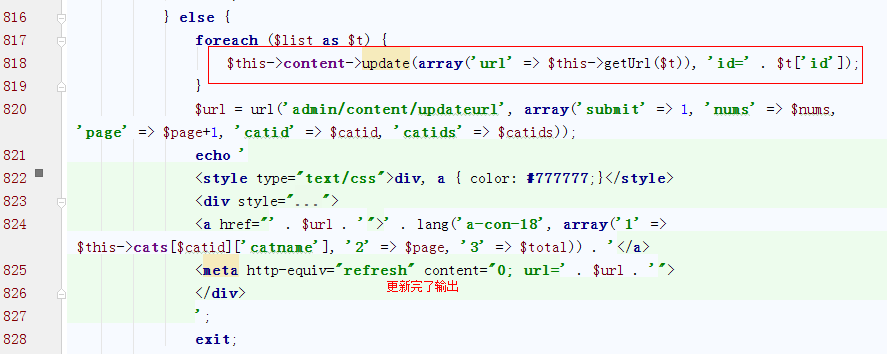 816 } else {
817 foreach ($list as $t) {
818 $this->content->update(array('url' => $this->getUrl($t)), 'id=' . $t['id']);
819 }
820 $url = url('admin/content/updateurl', array('submit' => 1, 'nums' => $nums,
'page' => $page+1, 'catid' => $catid, 'catids' => $catids));
821 echo '
822 <style type="text/css">div, a { color: #777777;}</style>
823 <div style="...">
824 <a href="' . $url . '">' . lang('a-con-18', array('1' =>
$this->cats[$catid]['catname'], '2' => $page, '3' => $total)) . '</a>
825 <meta http-equiv="refresh" content="0; url=' . $url . '">
更新完了输出
826 </div>
827 ';
828 exit;